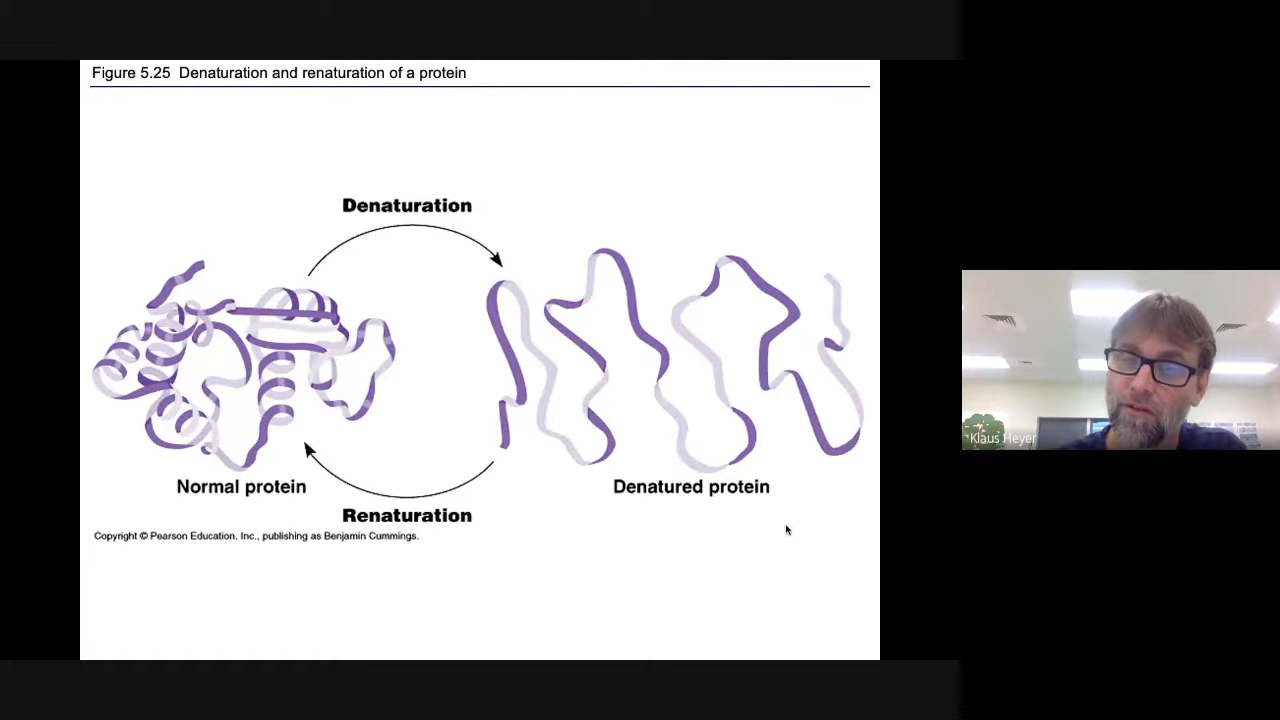 Figure 5.25 Denaturation and renaturation of a protein
Denaturation
Normal protein
Denatured protein
Renaturation
Copyright © Pearson Education, Inc., publishing as Benjamin Cummings.
Klaus Heyer